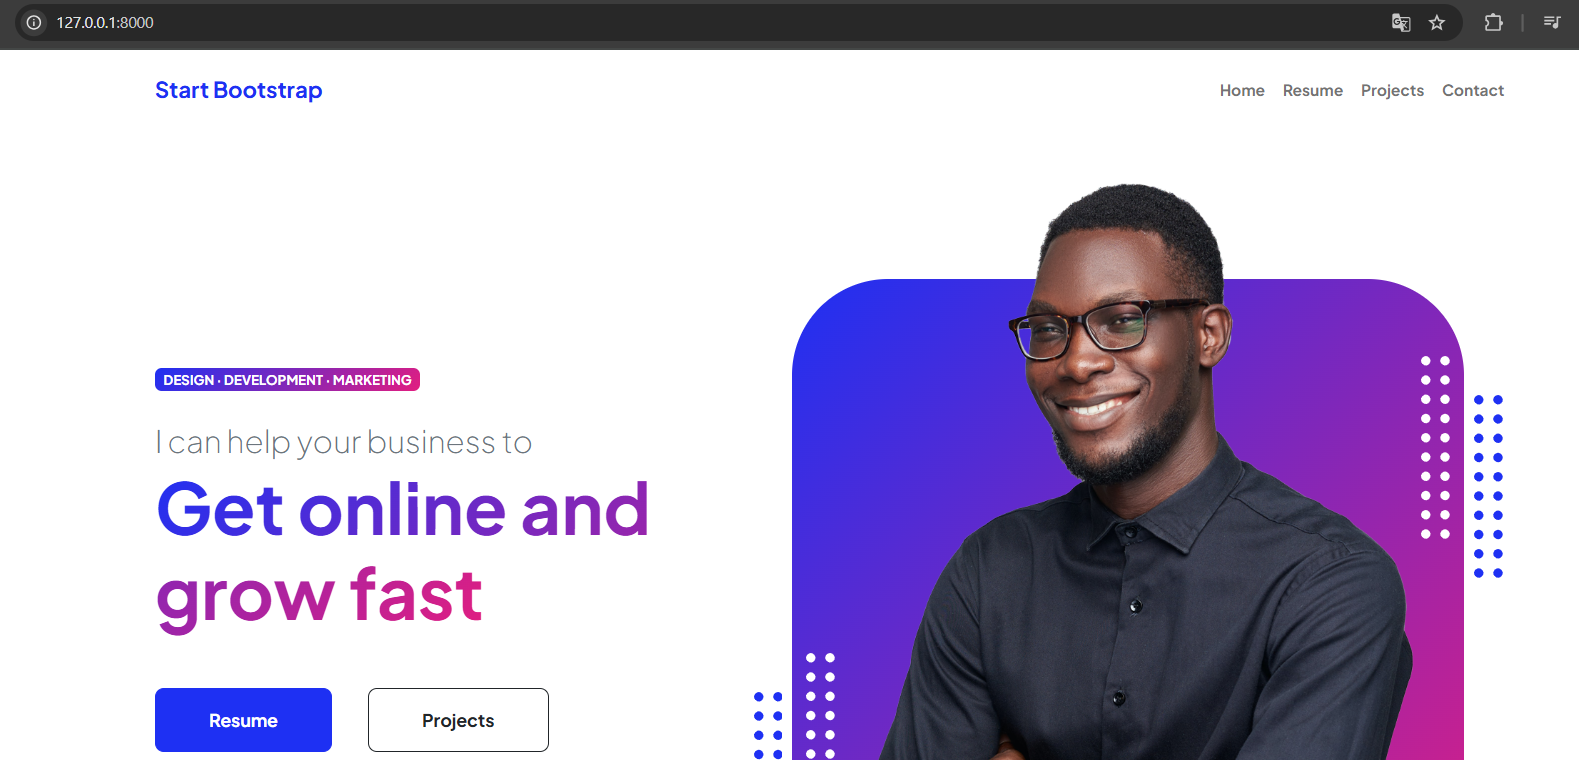 127.0.0.1:8000
Start Bootstrap
Home Resume Projects Contact
DESIGN · DEVELOPMENT · MARKETING
I can help your business to
Get online and
grow fast
Resume Projects